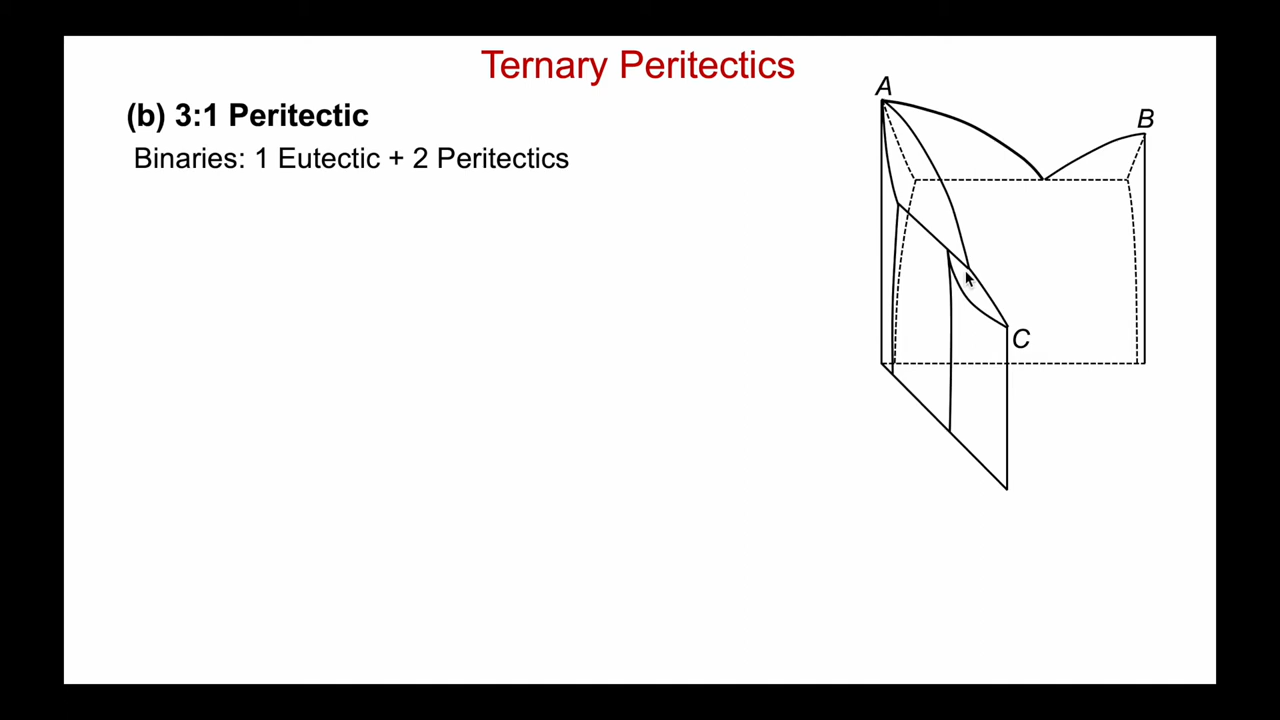 Ternary Peritectics
(b) 3:1 Peritectic
Binaries: 1 Eutectic + 2 Peritectics
A
B
C